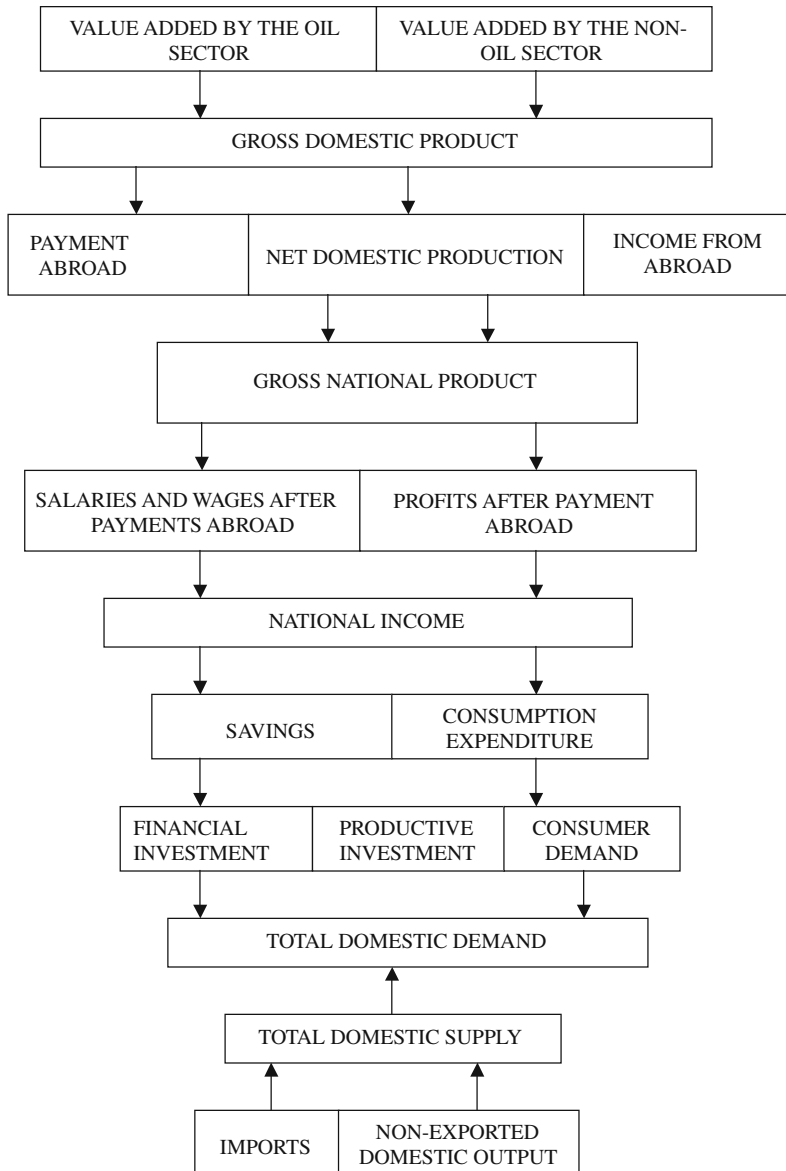 VALUE ADDED BY THE OIL
SECTOR
VALUE ADDED BY THE NON-
OIL SECTOR
GROSS DOMESTIC PRODUCT
PAYMENT
ABROAD
NET DOMESTIC PRODUCTION
INCOME FROM
ABROAD
GROSS NATIONAL PRODUCT
SALARIES AND WAGES AFTER
PAYMENTS ABROAD
PROFITS AFTER PAYMENT
ABROAD
NATIONAL INCOME
SAVINGS
CONSUMPTION
EXPENDITURE
FINANCIAL
INVESTMENT
PRODUCTIVE
INVESTMENT
CONSUMER
DEMAND
TOTAL DOMESTIC DEMAND
TOTAL DOMESTIC SUPPLY
IMPORTS
NON-EXPORTED
DOMESTIC OUTPUT